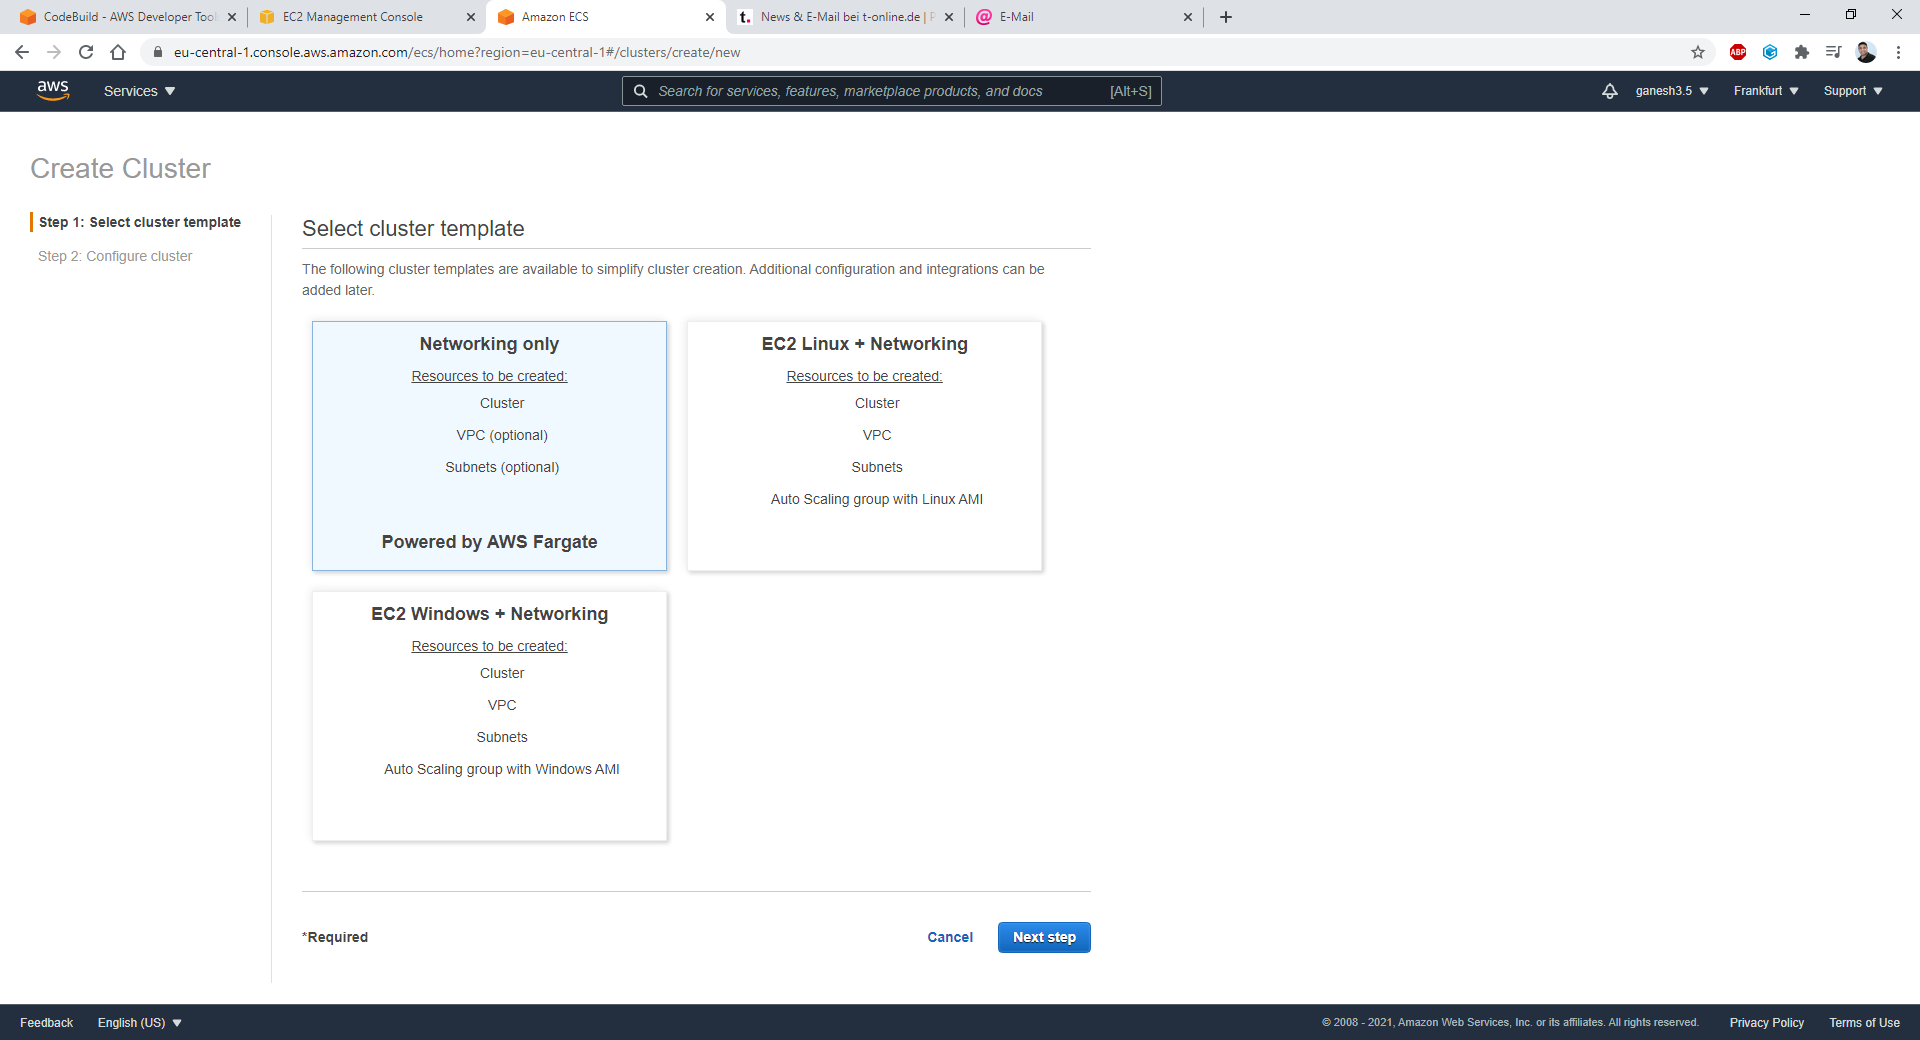 CodeBuild - AWS Developer Tool
EC2 Management Console
Amazon ECS
News & E-Mail bei t-online.de |
E-Mail
eu-central-1.console.aws.amazon.com/ecs/home?region=eu-central-1#/clusters/create/new
ABP
aws
Services
Search for services, features, marketplace products, and docs
[Alt+S]
ganesh3.5
Frankfurt
Support
Create Cluster
Step 1: Select cluster template
Step 2: Configure cluster
Select cluster template
The following cluster templates are available to simplify cluster creation. Additional configuration and integrations can be
added later.
Networking only
Resources to be created:
Cluster
VPC (optional)
Subnets (optional)
Powered by AWS Fargate
EC2 Linux + Networking
Resources to be created:
Cluster
VPC
Subnets
Auto Scaling group with Linux AMI
EC2 Windows + Networking
Resources to be created:
Cluster
VPC
Subnets
Auto Scaling group with Windows AMI
*Required
Cancel
Next step
Feedback
English (US)
© 2008 - 2021, Amazon Web Services, Inc. or its affiliates. All rights reserved.
Privacy Policy
Terms of Use